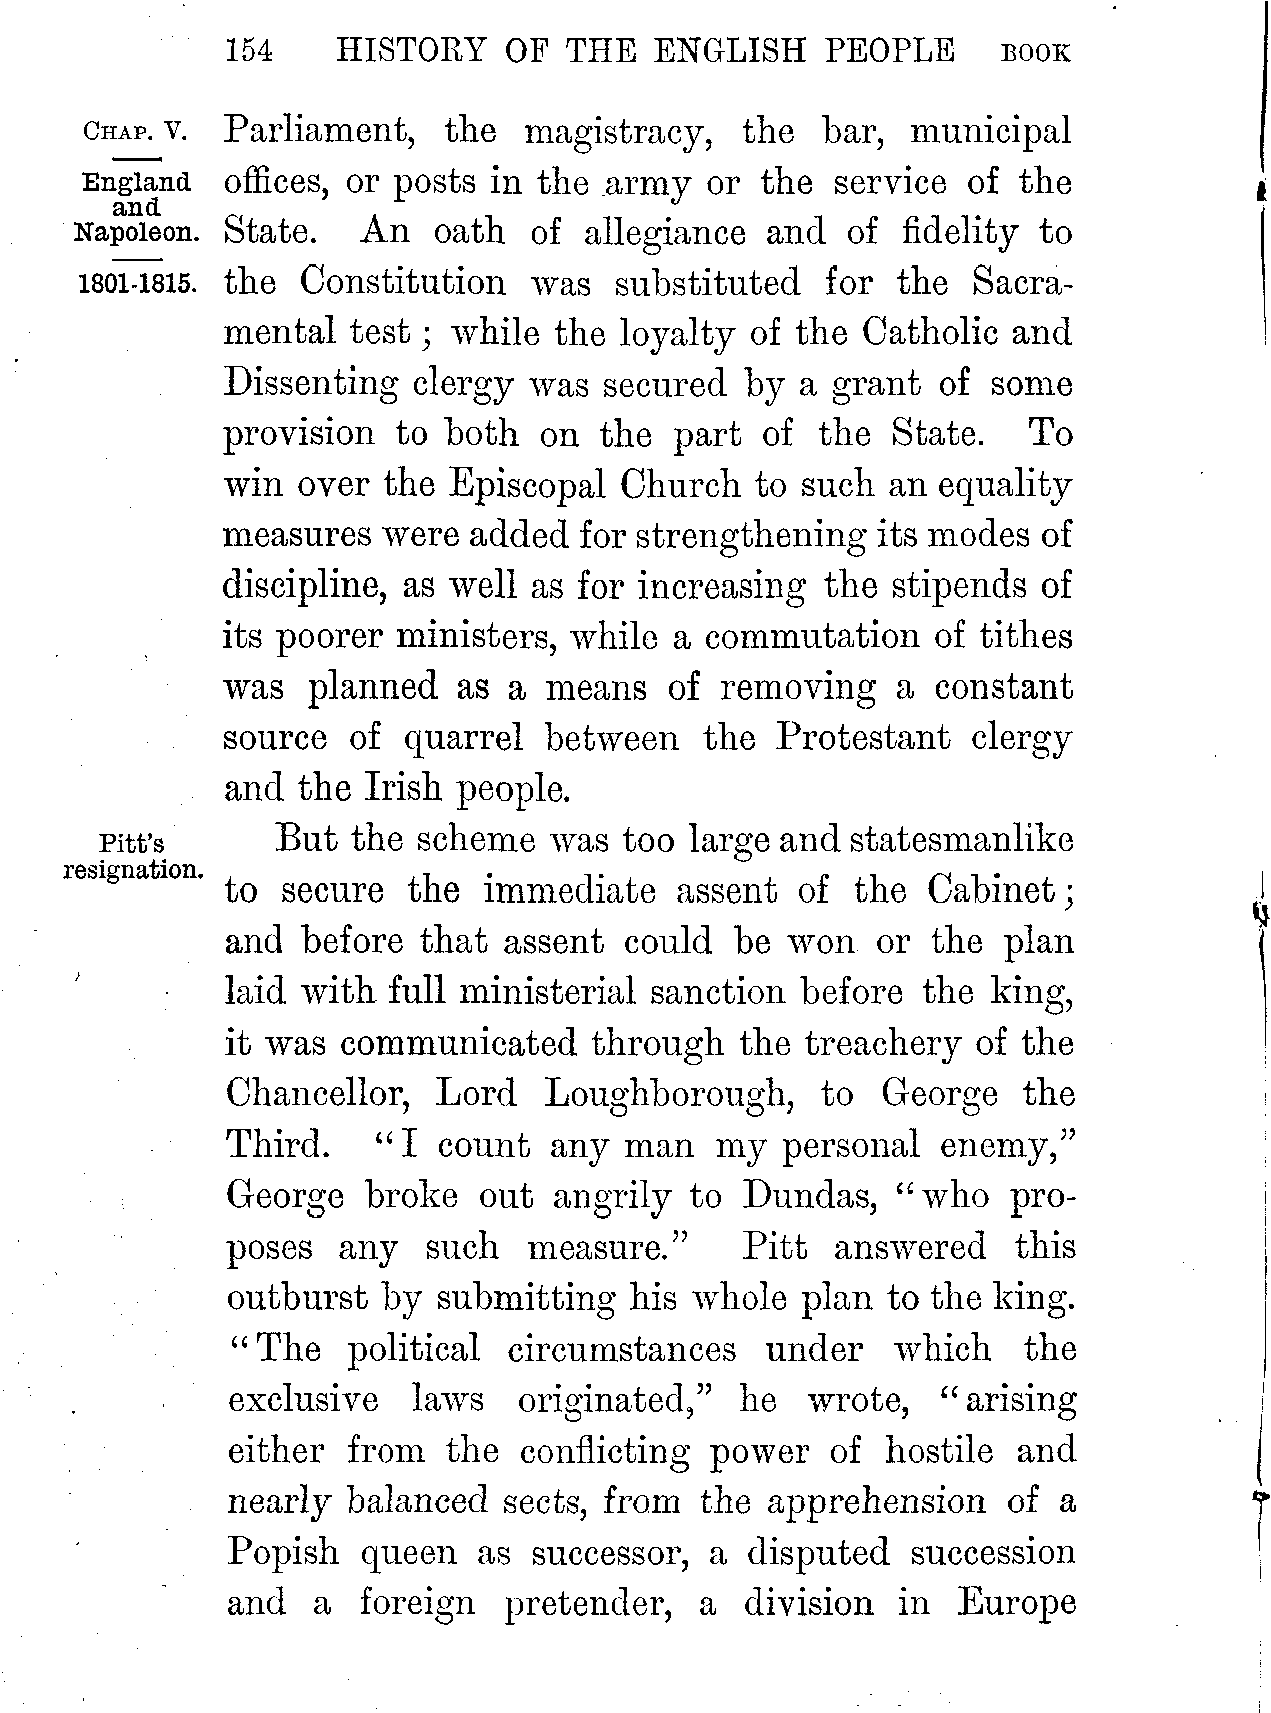 154 HISTORY OF THE ENGLISH PEOPLE BOOK
CHAP. V.
England
and
Napoleon.
1801-1815.
Parliament, the magistracy, the bar, municipal
offices, or posts in the army or the service of the
State. An oath of allegiance and of fidelity to
the Constitution was substituted for the Sacra-
mental test ; while the loyalty of the Catholic and
Dissenting clergy was secured by a grant of some
provision to both on the part of the State. To
win over the Episcopal Church to such an equality
measures were added for strengthening its modes of
discipline, as well as for increasing the stipends of
its poorer ministers, while a commutation of tithes
was planned as a means of removing a constant
source of quarrel between the Protestant clergy
and the Irish people.
Pitt's
resignation.
But the scheme was too large and statesmanlike
to secure the immediate assent of the Cabinet ;
and before that assent could be won or the plan
laid with full ministerial sanction before the king,
it was communicated through the treachery of the
Chancellor, Lord Loughborough, to George the
Third. “I count any man my personal enemy,”
George broke out angrily to Dundas, “who pro-
poses any such measure.” Pitt answered this
outburst by submitting his whole plan to the king.
“The political circumstances under which the
exclusive laws originated,” he wrote, “arising
either from the conflicting power of hostile and
nearly balanced sects, from the apprehension of a
Popish queen as successor, a disputed succession
and a foreign pretender, a division in Europe